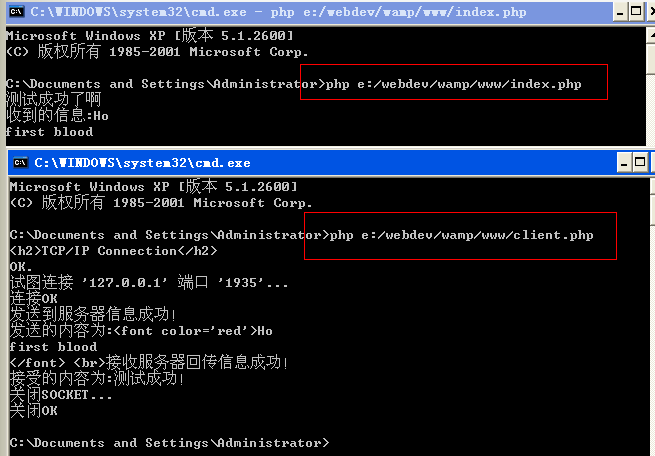 C:\WINDOWS\system32\cmd.exe - php e:/webdev/wamp/www/index.php
Microsoft Windows XP [版本 5.1.2600]
(C) 版权所有 1985-2001 Microsoft Corp.
C:\Documents and Settings\Administrator>php e:/webdev/wamp/www/index.php
测试成功了啊
收到的信息:Ho
first blood
C:\WINDOWS\system32\cmd.exe
Microsoft Windows XP [版本 5.1.2600]
(C) 版权所有 1985-2001 Microsoft Corp.
C:\Documents and Settings\Administrator>php e:/webdev/wamp/www/client.php
<h2>TCP/IP Connection</h2>
OK.
试图连接 '127.0.0.1' 端口 '1935'...
连接OK
发送到服务器信息成功!
发送的内容为:<font color='red'>Ho
first blood
</font> <br>接收服务器回传信息成功!
接受的内容为:测试成功!
关闭SOCKET...
关闭OK
C:\Documents and Settings\Administrator>